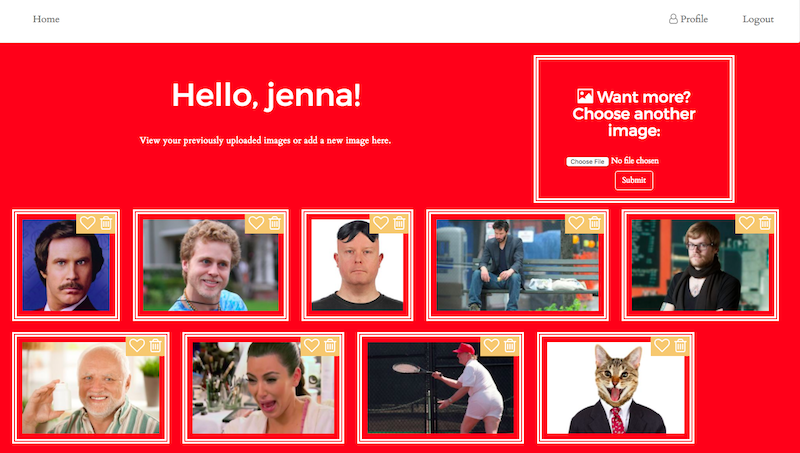 Home
Profile
Logout
Hello, jenna!
View your previously uploaded images or add a new image here.
Want more?
Choose another
image:
Choose File No file chosen
Submit